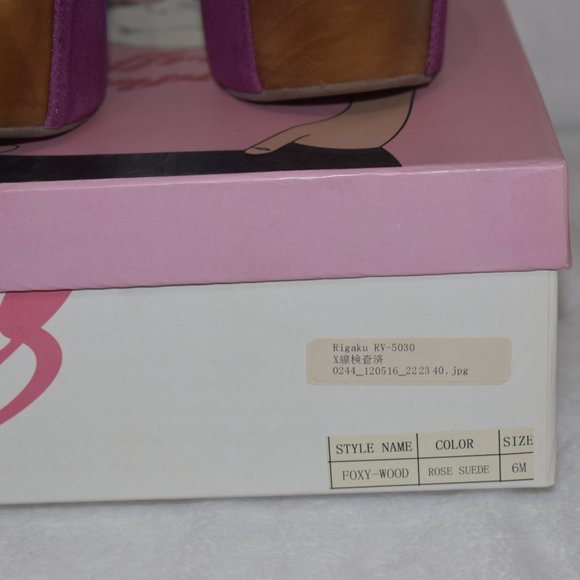 Rigaku RV-5030
X線検査済
0244_120516_222340.jpg
STYLE NAME COLOR SIZE
FOXY-WOOD ROSE SUEDE 6M